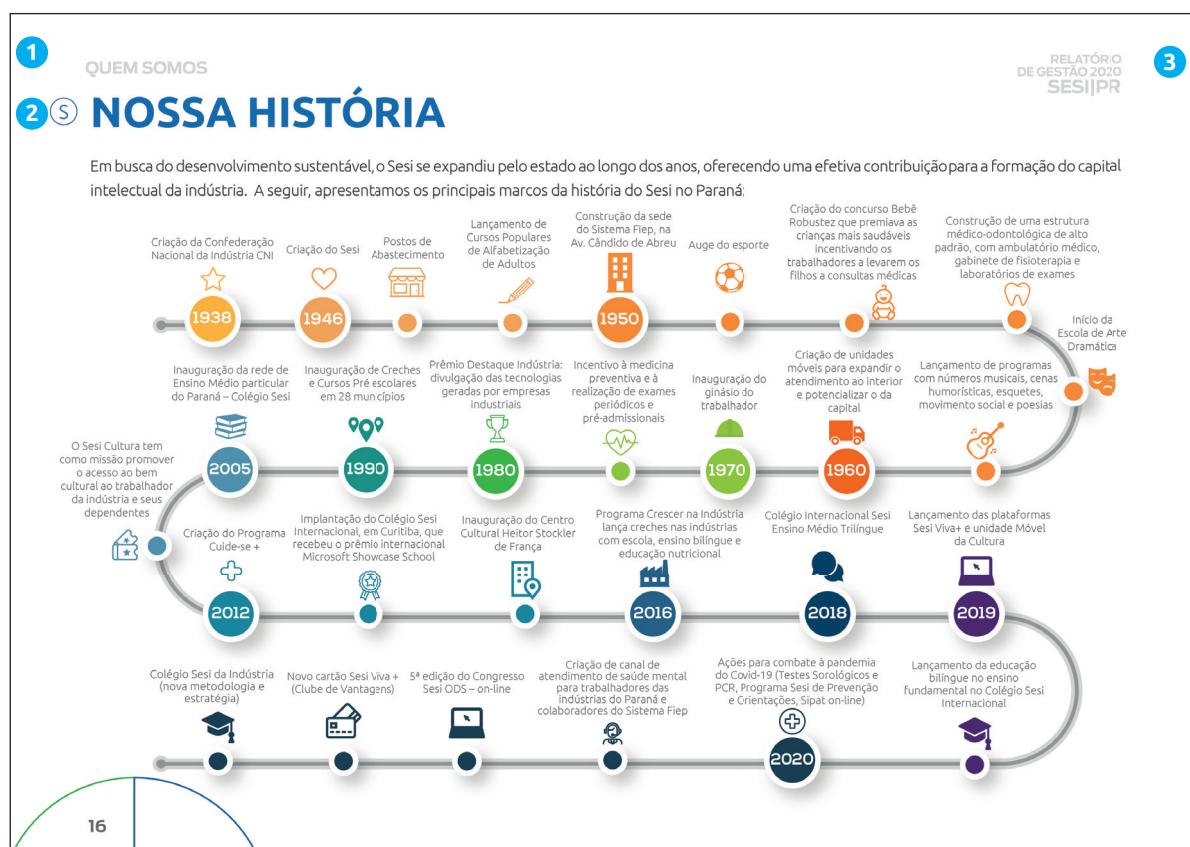 1
QUEM SOMOS
RELATÓRIO
DE GESTÃO 2020
SESI|PR
3
2
S
NOSSA HISTÓRIA
Em busca do desenvolvimento sustentável, o Sesi se expandiu pelo estado ao longo dos anos, oferecendo uma efetiva contribuição para a formação do capital
intelectual da indústria. A seguir, apresentamos os principais marcos da história do Sesi no Paraná:
Criação da Confederação
Nacional da Indústria CNI
1938
Criação do Sesi
1946
Postos de
Abastecimento
Lançamento de
Cursos Populares
de Alfabetização
de Adultos
Construção da sede
do Sistema Fiep, na
Av. Cândido de Abreu
1950
Auge do esporte
Criação do concurso Bebê
Robustez que premiava as
crianças mais saudáveis
incentivando os
trabalhadores a levarem os
filhos a consultas médicas
Construção de uma estrutura
médico-odontológica de alto
padrão, com ambulatório médico,
gabinete de fisioterapia e
laboratórios de exames
Início da
Escola de Arte
Dramática
Inauguração da rede de
Ensino Médio particular
do Paraná – Colégio Sesi
2005
Inauguração de Creches
e Cursos Pré escolares
em 28 mun cípios
1990
Prêmio Destaque Indústria:
divulgação das tecnologias
geradas por empresas
industriais
1980
Incentivo à medicina
preventiva e à
realização de exames
periódicos e
pré-admissionais
Inauguração do
ginásio do
trabalhador
1970
Criação de unidades
móveis para expandir o
atendimento ao interior
e potencializar o da
capital
1960
Lançamento de programas
com números musicais, cenas
humorísticas, esquetes,
movimento social e poesias
O Sesi Cultura tem
como missão promover
o acesso ao bem
cultural ao trabalhador
da indústria e seus
dependentes
Criação do Programa
Cuide-se +
2012
Implantação do Colégio Sesi
Internacional, em Curitiba, que
recebeu o prêmio internacional
Microsoft Showcase School
Inauguração do Centro
Cultural Heitor Stockler
de França
Programa Crescer na Indústria
lança creches nas indústrias
com escola, ensino bilíngue e
educação nutricional
2016
Colégio Internacional Sesi
Ensino Médio Trilíngue
2018
Lançamento das plataformas
Sesi Viva+ e unidade Móvel
da Cultura
2019
Colégio Sesi da Indústria
(nova metodologia e
estratégia)
Novo cartão Sesi Viva +
(Clube de Vantagens)
5ª edição do Congresso
Sesi ODS – on-line
Criação de canal de
atendimento de saúde mental
para trabalhadores das
indústrias do Paraná e
colaboradores do Sistema Fiep
Ações para combate à pandemia
do Covid-19 (Testes Sorológicos e
PCR, Programa Sesi de Prevenção
e Orientações, Sipat on-line)
2020
Lançamento da educação
bilíngue no ensino
fundamental no Colégio Sesi
Internacional
16